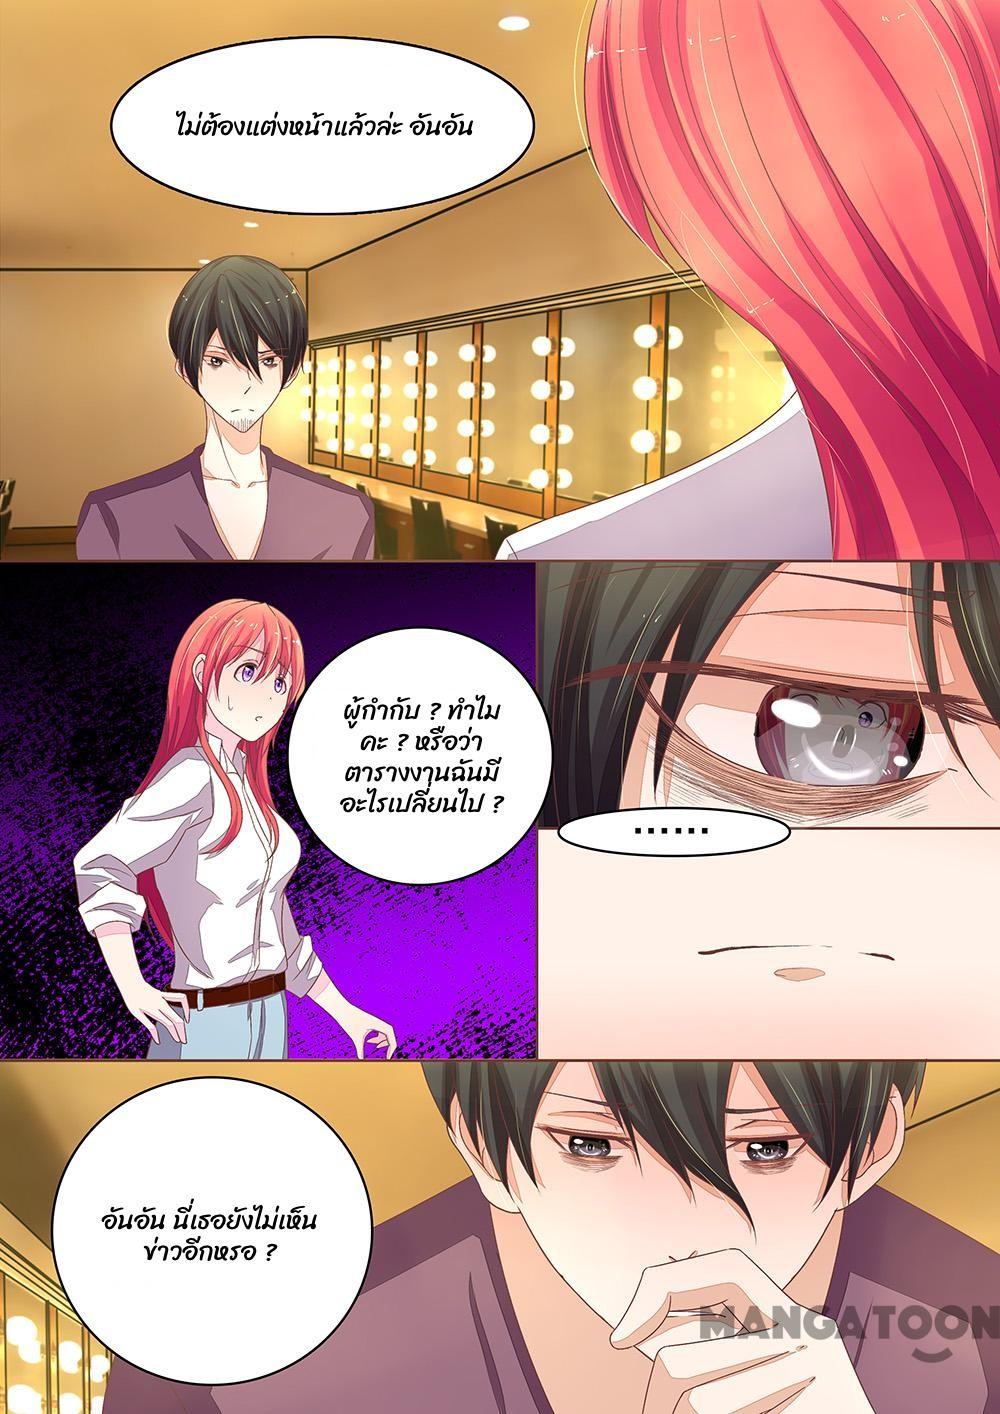 ไม่ต้องแต่งหน้าแล้วล่ะ อันอัน
ผู้กำกับ ? ทำไม
คะ ? หรือว่า
ตารางงานฉันมี
อะไรเปลี่ยนไป ?
······
อันอัน นี่เธอยังไม่เห็น
ข่าวอีกหรอ ?
MANGATOON